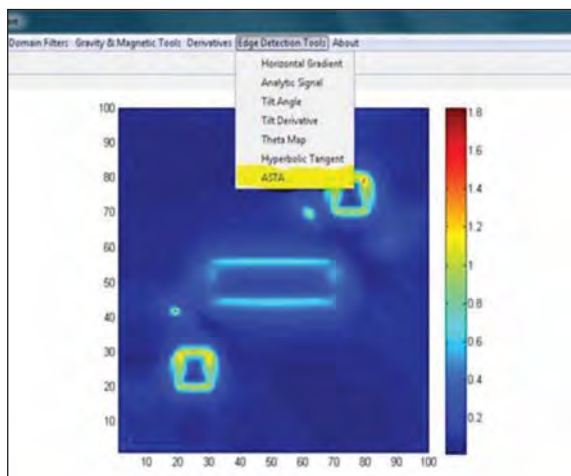 Domain Filters Gravity & Magnetic Tools Derivatives Edge Detection Tools About
Horizontal Gradient
Analytic Signal
Tilt Angle
Tilt Derivative
Theta Map
Hyperbolic Tangent
ASTA
100
90
80
70
60
50
40
30
20
10
10 20 30 40 50 60 70 80 90 100
1.8
1.6
1.4
1.2
1
0.8
0.6
0.4
0.2